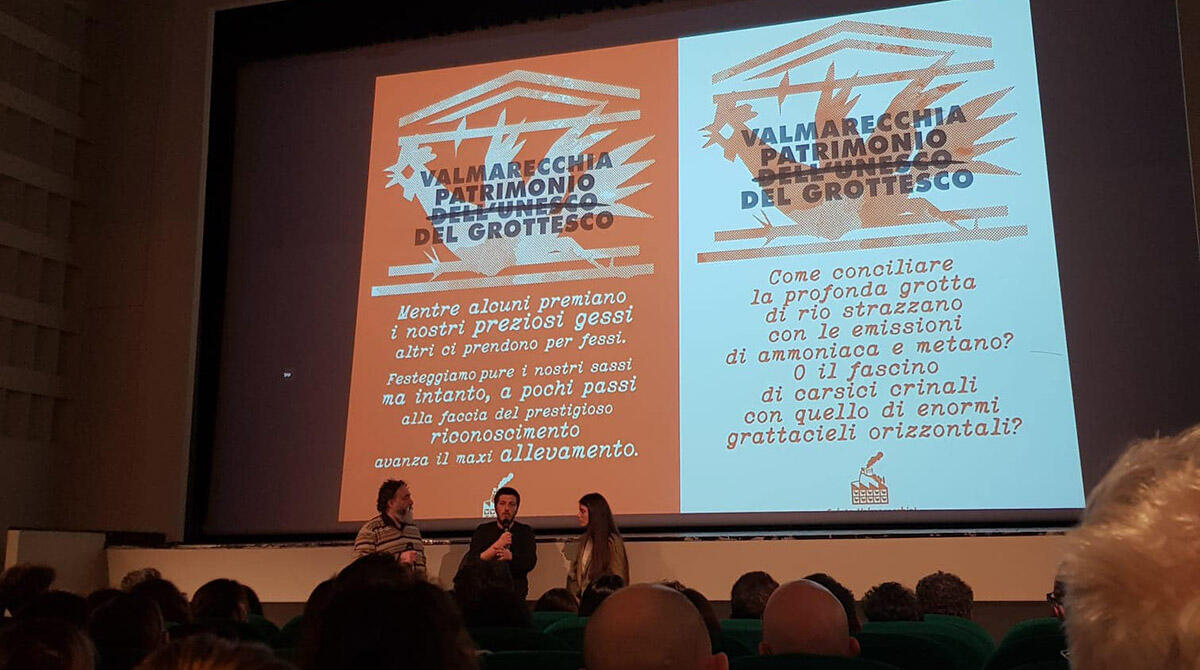 VALMARECCHIA
PATRIMONIO
DELL'UNESCO
DEL GROTTESCO
Mentre alcuni premiano
i nostri preziosi gessi
altri ci prendono per fessi.
Festeggiamo pure i nostri sassi
ma intanto, a pochi passi
alla faccia del prestigioso
riconoscimento
avanza il maxi allevamento.
VALMARECCHIA
PATRIMONIO
DELL'UNESCO
DEL GROTTESCO
Come conciliare
la profonda grotta
di rio strazzano
con le emissioni
di ammoniaca e metano?
O il fascino
di carsici crinali
con quello di enormi
grattacieli orizzontali?